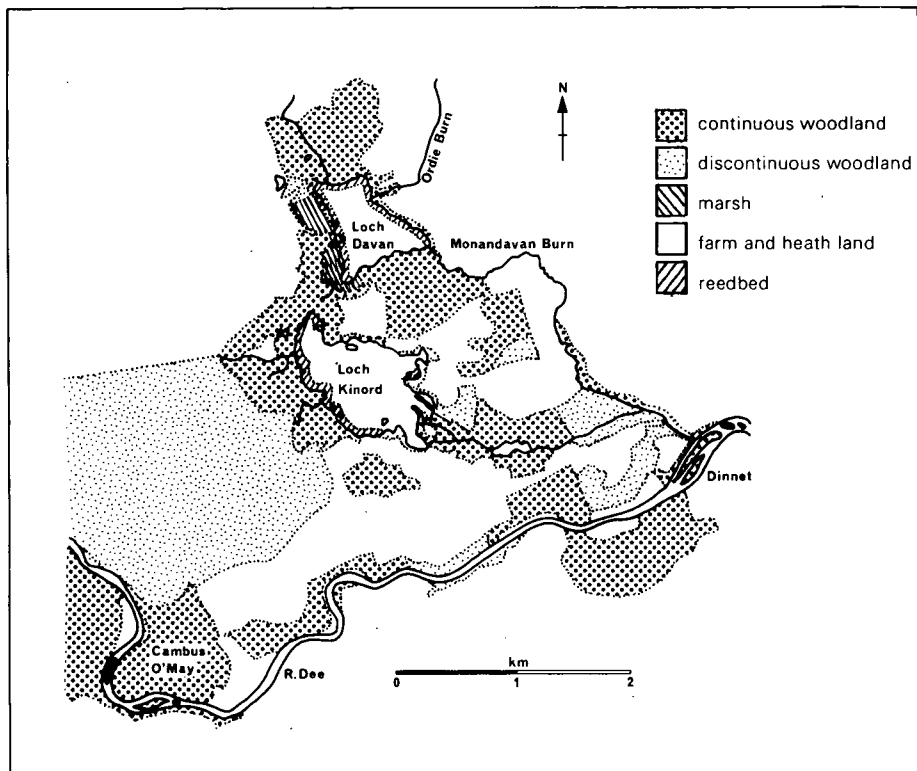 N
Ordie Burn
continuous woodland
discontinuous woodland
marsh
farm and heath land
reedbed
Loch
Davan
Monandavan Burn
Loch
Kinord
Dinnet
Cambus
O'May
R.Dee
km
0 1 2